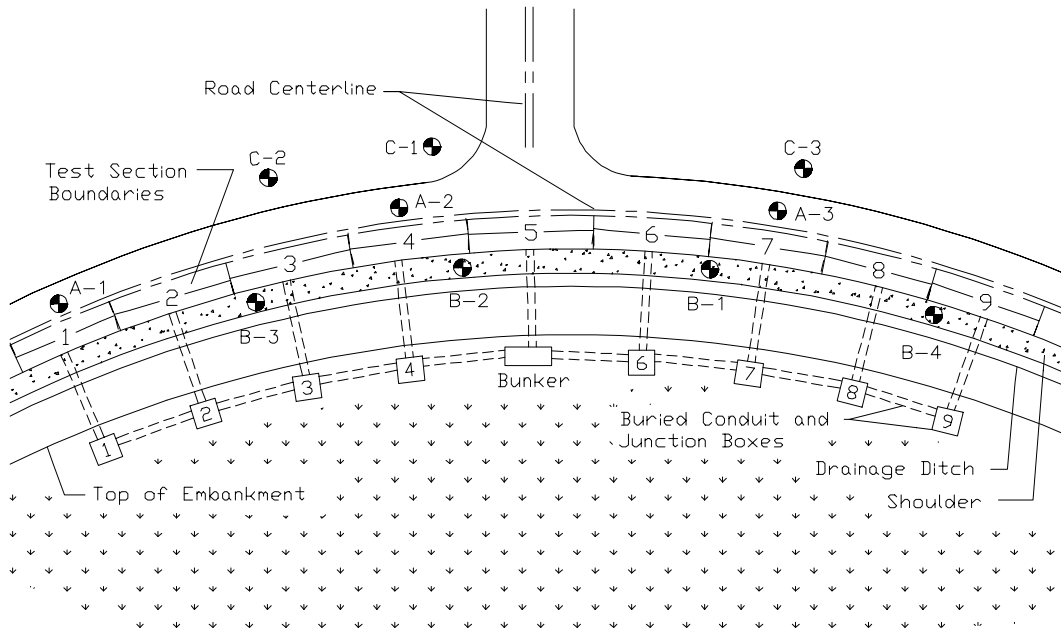 Road Centerline
C-1
C-3
C-2
Test Section
Boundaries
A-2
A-3
A-1
1
2
3
4
5
6
7
8
9
B-3
B-2
B-1
B-4
1
2
3
4
Bunker
6
7
8
9
Buried Conduit and
Junction Boxes
Drainage Ditch
Shoulder
Top of Embankment